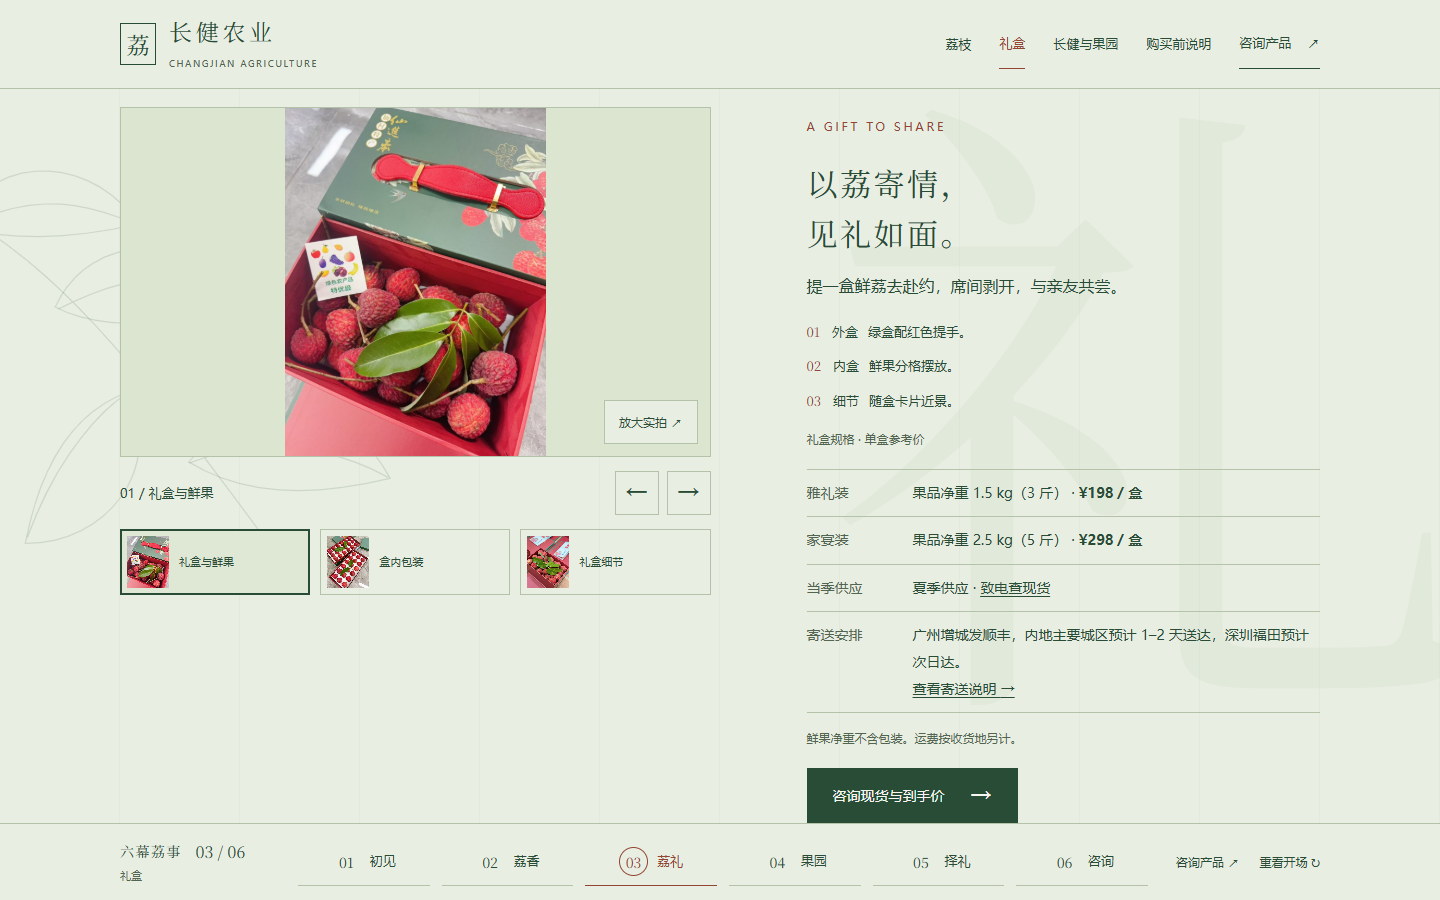 荔
长健农业
CHANGJIAN AGRICULTURE
荔枝
礼盒
长健与果园
购买前说明
咨询产品 ↗
放大实拍 ↗
01 / 礼盒与鲜果
← →
礼盒与鲜果
盒内包装
礼盒细节
A GIFT TO SHARE
以荔寄情，
见礼如面。
提一盒鲜荔去赴约，席间剥开，与亲友共尝。
01 外盒 绿盒配红色提手。
02 内盒 鲜果分格摆放。
03 细节 随盒卡片近景。
礼盒规格 · 单盒参考价
雅礼装 果品净重 1.5 kg（3 斤） · ¥198 / 盒
家宴装 果品净重 2.5 kg（5 斤） · ¥298 / 盒
当季供应 夏季供应 · 致电查现货
寄送安排 广州增城发顺丰，内地主要城区预计 1–2 天送达，深圳福田预计
次日达。
查看寄送说明 →
鲜果净重不含包装。运费按收货地另计。
咨询现货与到手价 →
礼
六幕荔事 03 / 06
礼盒
01 初见
02 荔香
03 荔礼
04 果园
05 择礼
06 咨询
咨询产品 ↗
重看开场 ↻